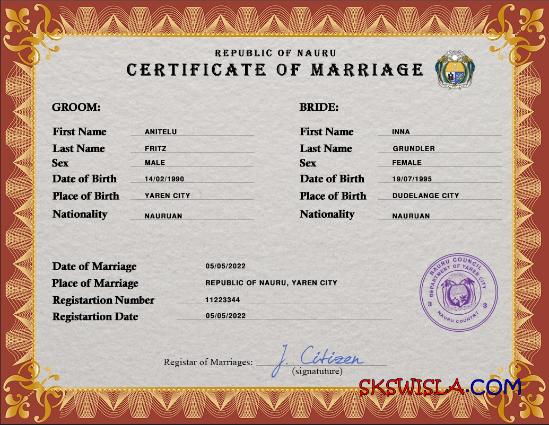 REPUBLIC OF NAURU
CERTIFICATE OF MARRIAGE
GROOM:
First Name ANITELU
Last Name FRITZ
Sex MALE
Date of Birth 14/02/1990
Place of Birth YAREN CITY
Nationality NAURUAN
BRIDE:
First Name INNA
Last Name GRUNDLER
Sex FEMALE
Date of Birth 19/07/1995
Place of Birth DUDELANGE CITY
Nationality NAURUAN
Date of Marriage 05/05/2022
Place of Marriage REPUBLIC OF NAURU, YAREN CITY
Registartion Number 11223344
Registartion Date 05/05/2022
NAURU COUNCIL
DEPARTMENT OF YAREN CITY
NAURU COUNTRY
Registar of Marriages: J. Citizen
(signatuture)
SKSWISLA.COM